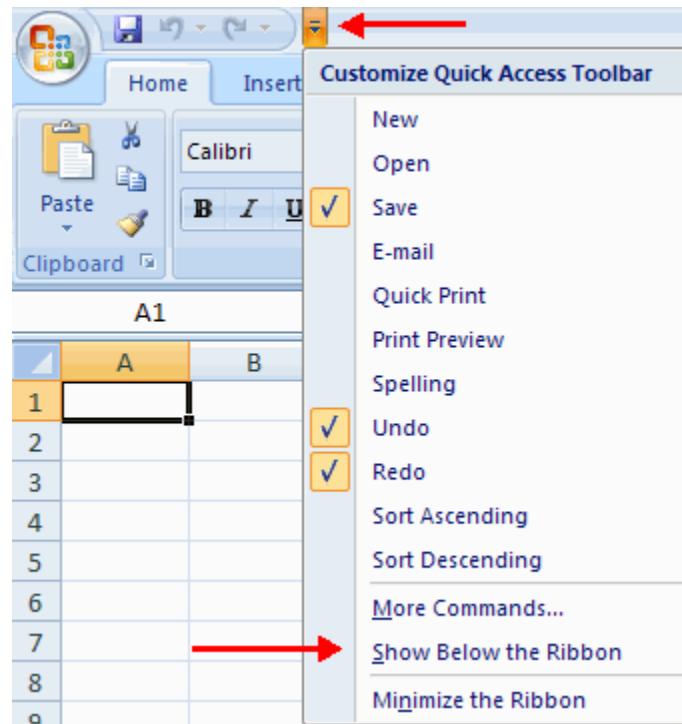 Customize Quick Access Toolbar
Home Insert
New
Open
Save
E-mail
Quick Print
Print Preview
Spelling
Undo
Redo
Sort Ascending
Sort Descending
More Commands...
Show Below the Ribbon
Minimize the Ribbon
Calibri
Paste
B I U
Clipboard
A1
A B
1
2
3
4
5
6
7
8
9